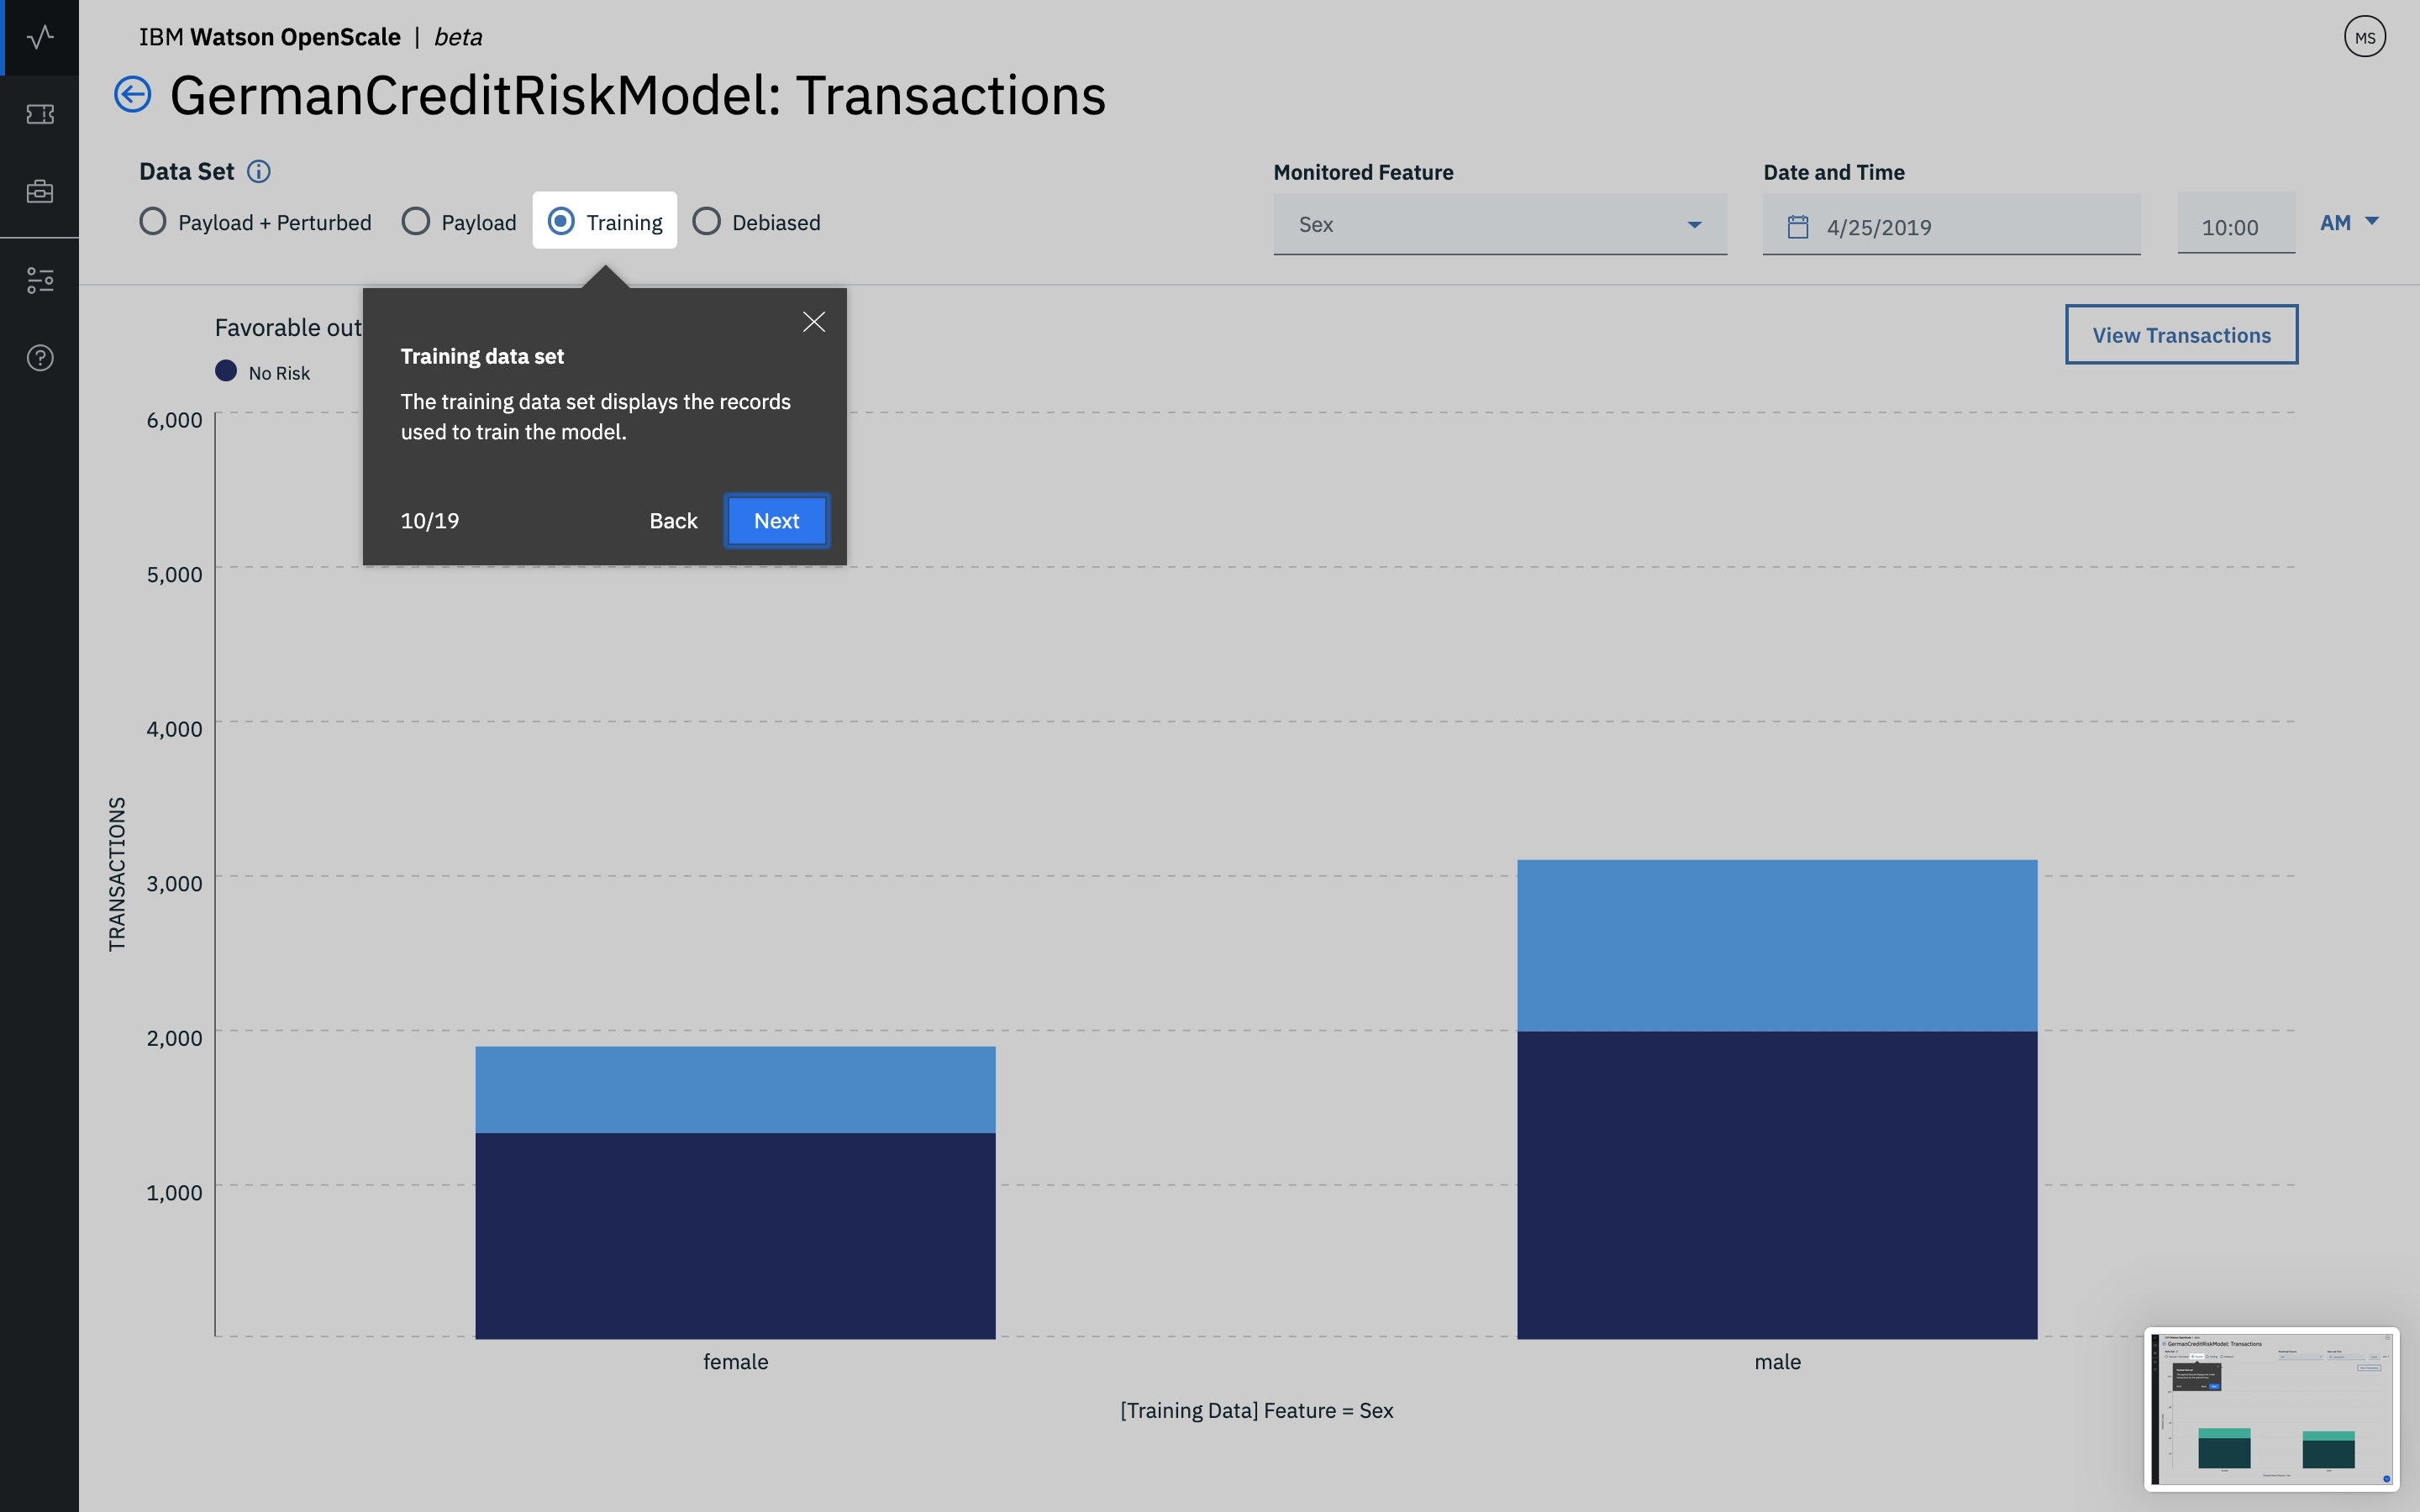 IBM Watson OpenScale | beta
MS
GermanCreditRiskModel: Transactions
Data Set
Payload + Perturbed
Payload
Training
Debiased
Monitored Feature
Sex
Date and Time
4/25/2019
10:00
AM
Favorable out
No Risk
View Transactions
Training data set
The training data set displays the records
used to train the model.
10/19
Back
Next
6,000
5,000
4,000
3,000
2,000
1,000
TRANSACTIONS
female
male
[Training Data] Feature = Sex
GermanCreditRiskModel: Transactions